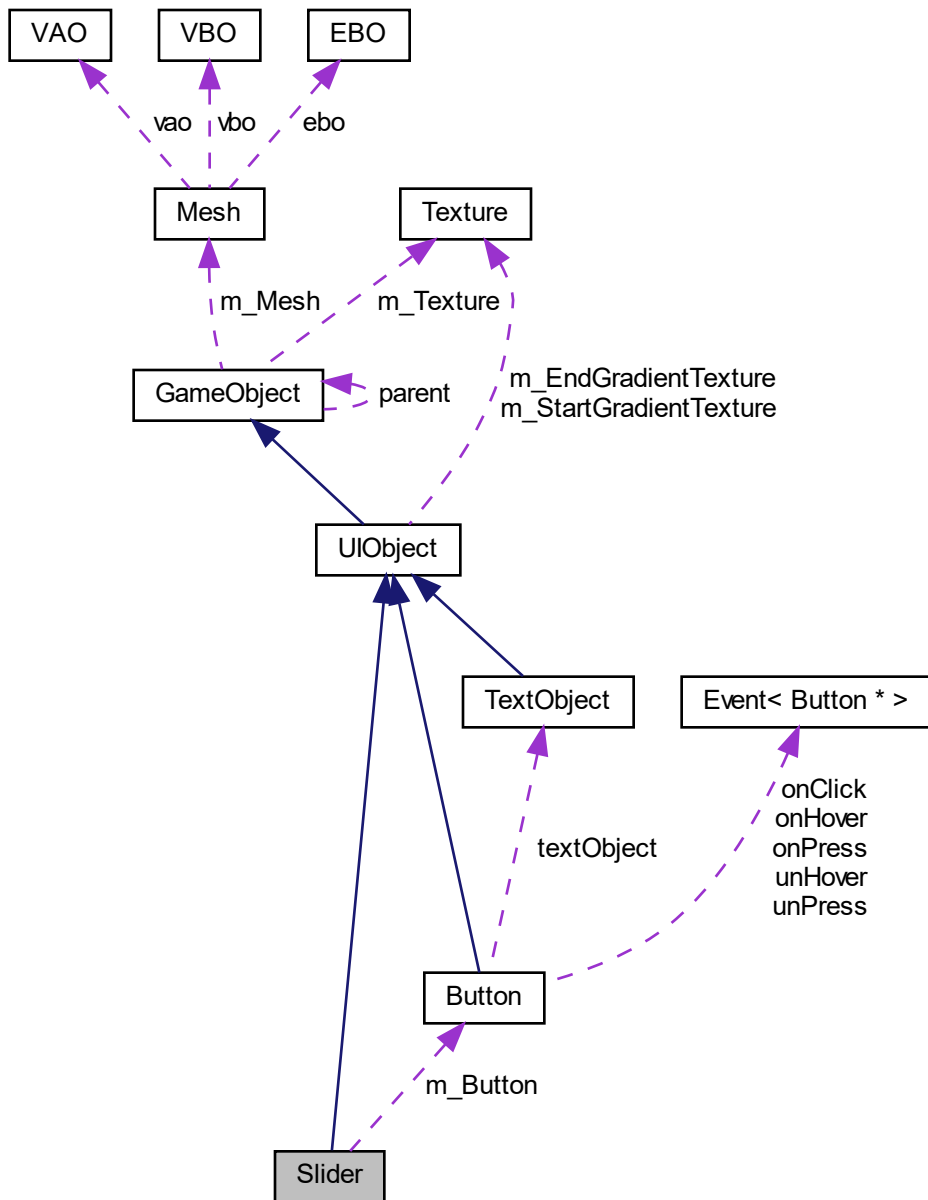 VAO
VBO
EBO
vao
vbo
ebo
Mesh
Texture
m_Mesh
m_Texture
GameObject
parent
m_EndGradientTexture
m_StartGradientTexture
UIObject
TextObject
Event< Button * >
onClick
onHover
onPress
unHover
unPress
textObject
Button
m_Button
Slider